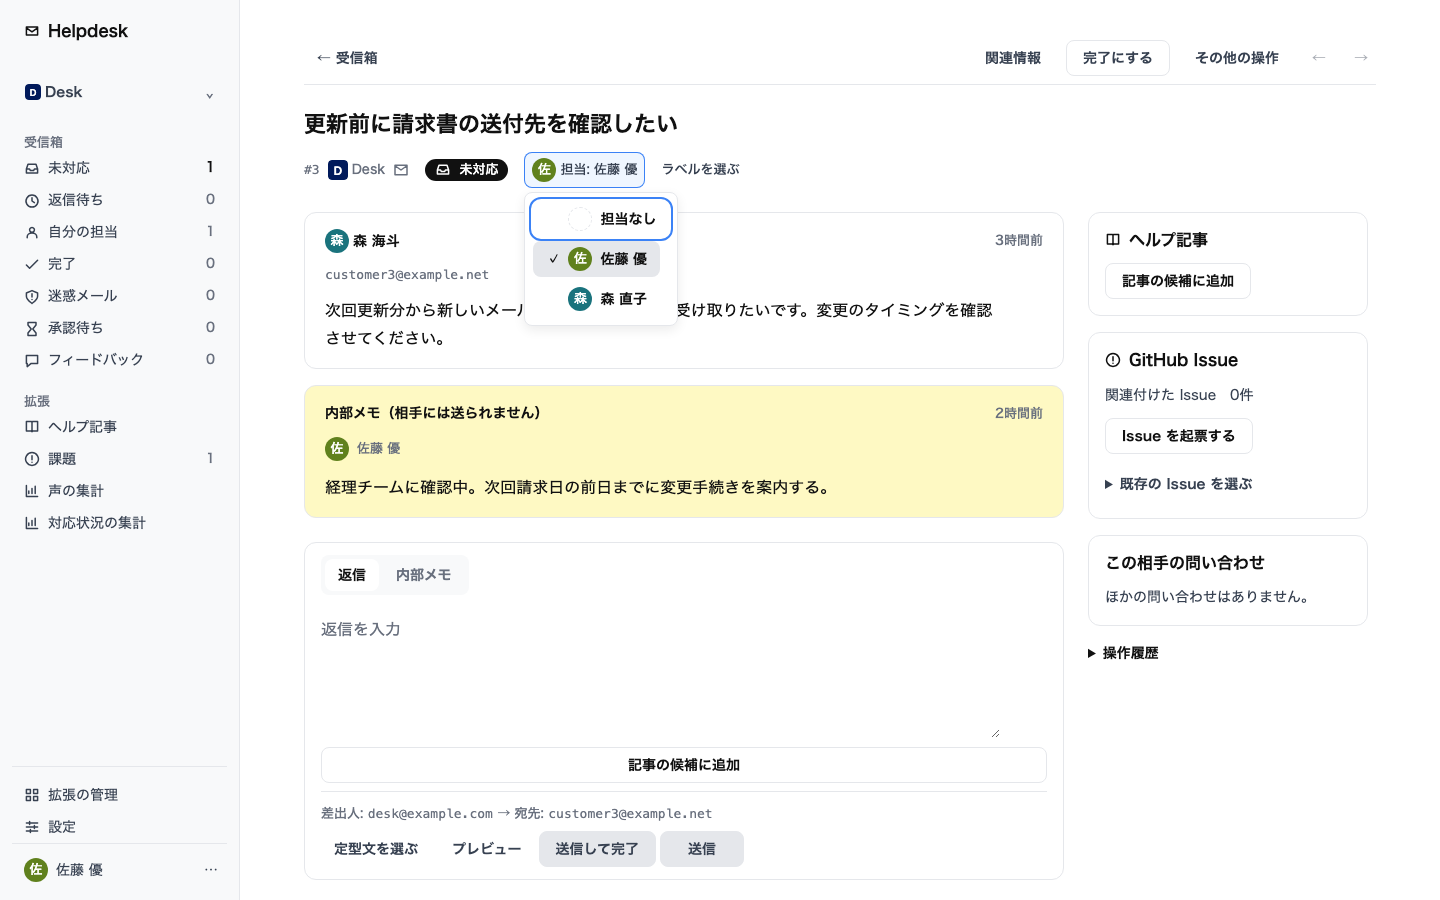 Helpdesk
D Desk
受信箱
未対応 1
返信待ち 0
自分の担当 1
完了 0
迷惑メール 0
承認待ち 0
フィードバック 0
拡張
ヘルプ記事
課題 1
声の集計
対応状況の集計
拡張の管理
設定
佐 佐藤 優 …
← 受信箱
関連情報 完了にする その他の操作 ← →
更新前に請求書の送付先を確認したい
#3 D Desk 未対応 佐 担当: 佐藤 優 ラベルを選ぶ
担当なし
✓ 佐 佐藤 優
森 森 直子
森 森 海斗 3時間前
customer3@example.net
次回更新分から新しいメー 受け取りたいです。変更のタイミングを確認
させてください。
内部メモ（相手には送られません） 2時間前
佐 佐藤 優
経理チームに確認中。次回請求日の前日までに変更手続きを案内する。
返信 内部メモ
返信を入力
記事の候補に追加
差出人: desk@example.com → 宛先: customer3@example.net
定型文を選ぶ プレビュー 送信して完了 送信
ヘルプ記事
記事の候補に追加
GitHub Issue
関連付けた Issue 0件
Issue を起票する
▶ 既存の Issue を選ぶ
この相手の問い合わせ
ほかの問い合わせはありません。
▶ 操作履歴